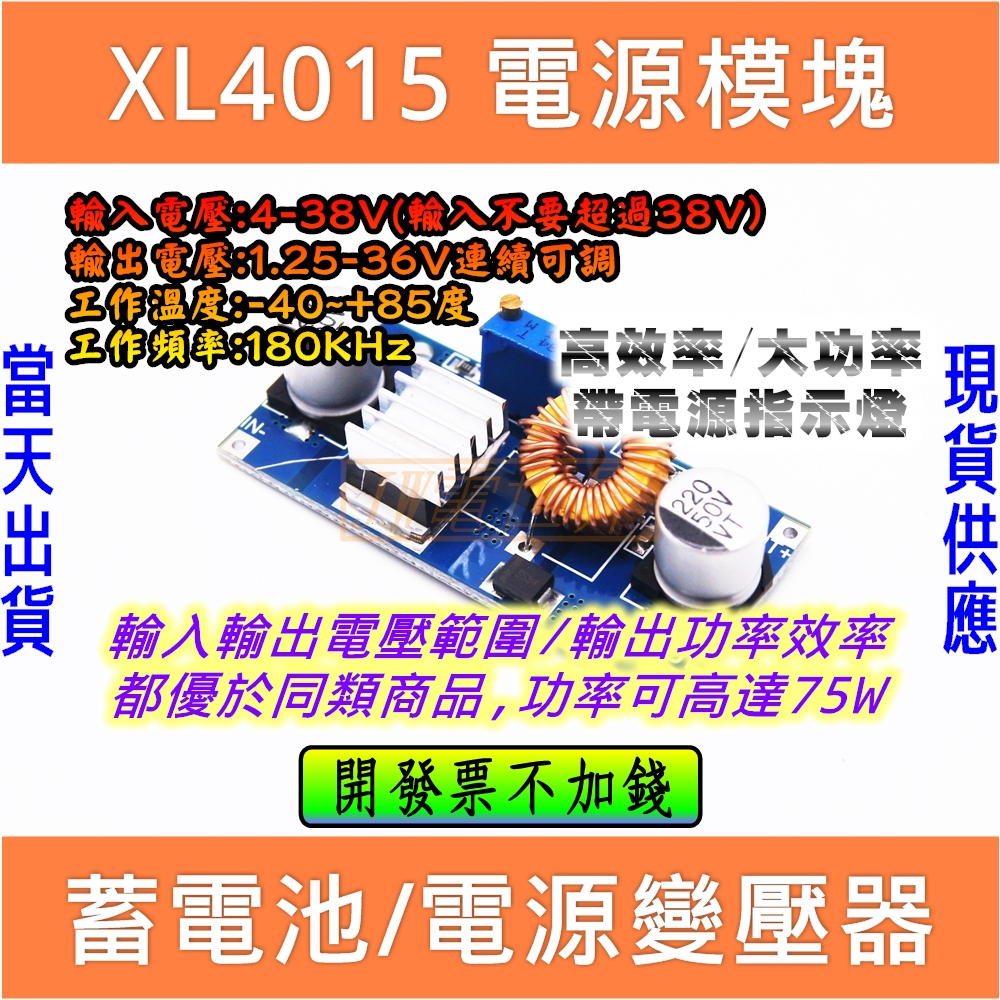 XL4015 電源模塊
輸入電壓:4-38V(輸入不要超過38V)
輸出電壓:1.25-36V連續可調
工作溫度:-40~+85度
工作頻率:180KHz
高效率/大功率
帶電源指示燈
當天出貨
現貨供應
IN-
220
50V
VT
輸入輸出電壓範圍/輸出功率效率
都優於同類商品,功率可高達75W
開發票不加錢
蓄電池/電源變壓器